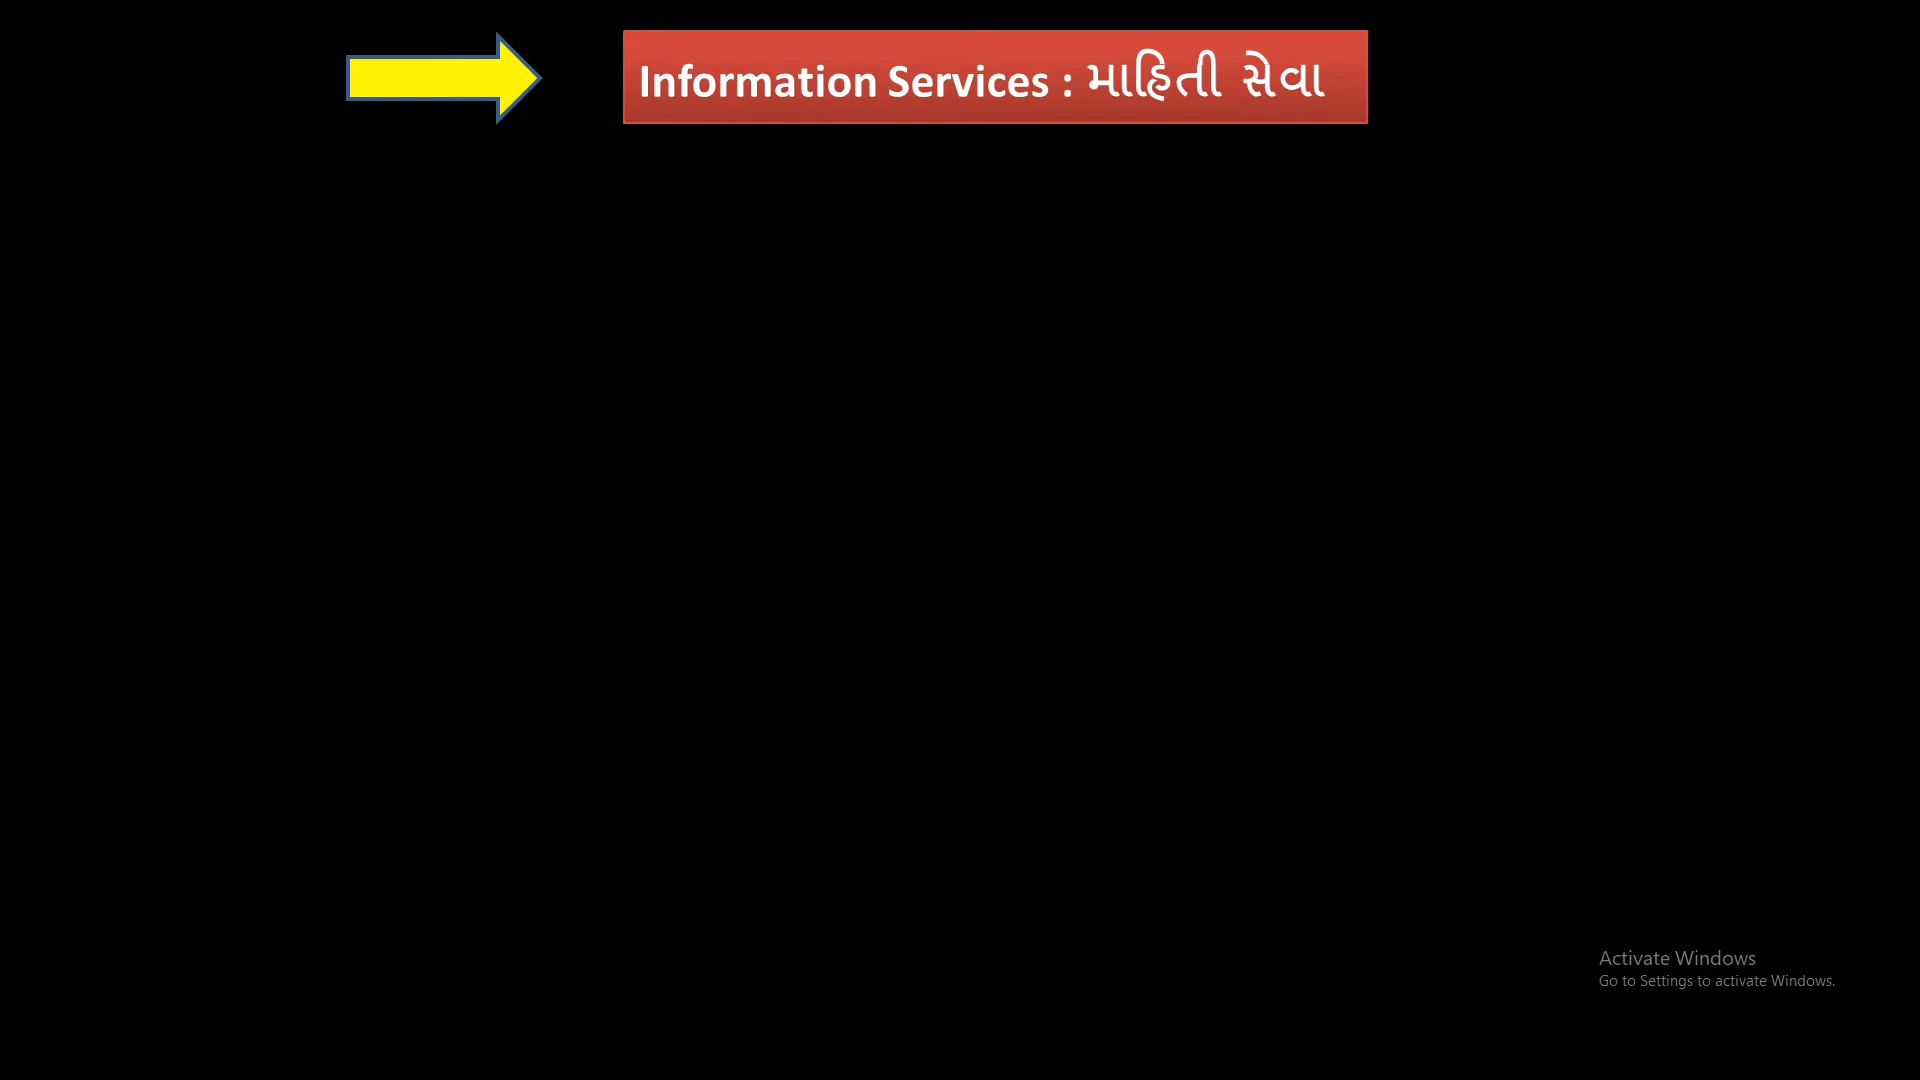 Information Services : માહિતી સેવા
Activate Windows
Go to Settings to activate Windows.